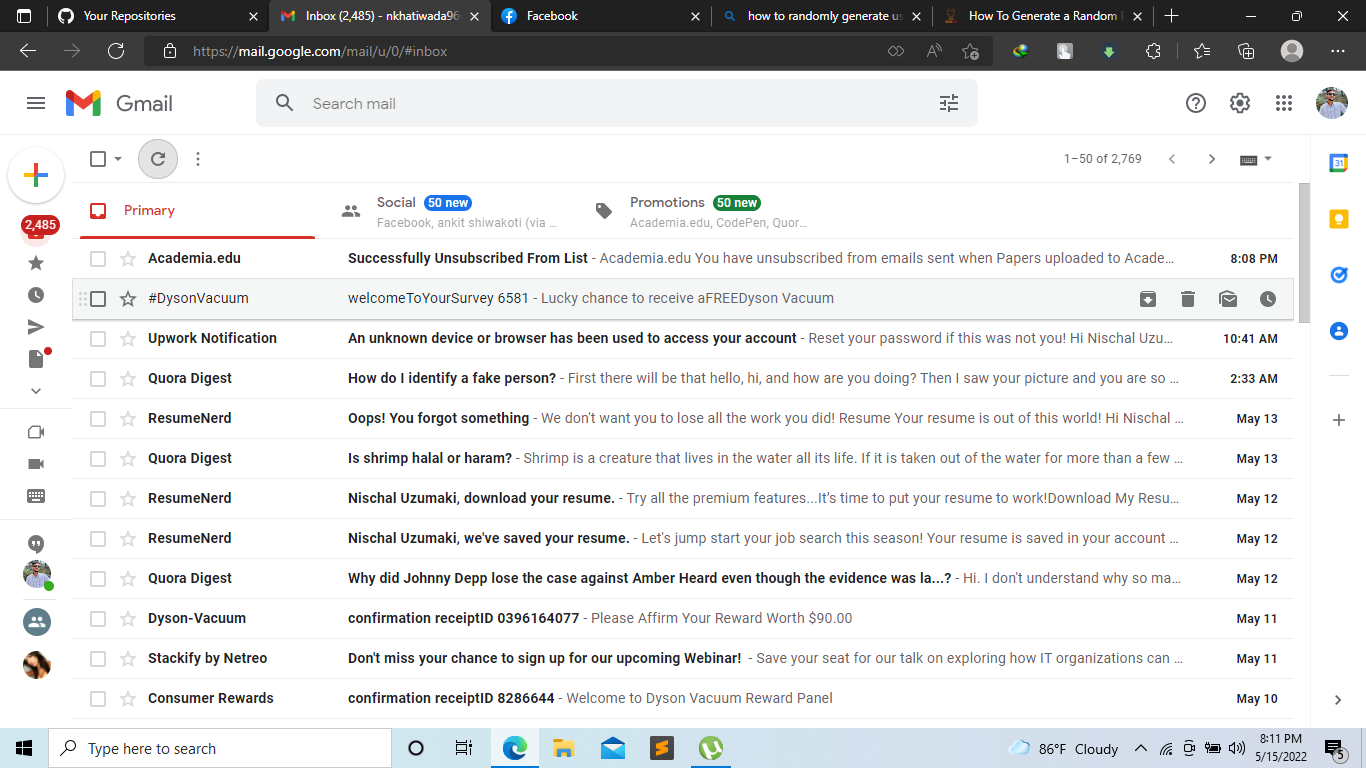 Your Repositories
Inbox (2,485) - nkhatiwada96
Facebook
how to randomly generate us
How To Generate a Random P
https://mail.google.com/mail/u/0/#inbox
Gmail
Search mail
1–50 of 2,769
Primary
Social 50 new
Facebook, ankit shiwakoti (via ...
Promotions 50 new
Academia.edu, CodePen, Quor...
2,485
Academia.edu Successfully Unsubscribed From List - Academia.edu You have unsubscribed from emails sent when Papers uploaded to Acade... 8:08 PM
#DysonVacuum welcomeToYourSurvey 6581 - Lucky chance to receive aFREEDyson Vacuum
Upwork Notification An unknown device or browser has been used to access your account - Reset your password if this was not you! Hi Nischal Uzu... 10:41 AM
Quora Digest How do I identify a fake person? - First there will be that hello, hi, and how are you doing? Then I saw your picture and you are so ... 2:33 AM
ResumeNerd Oops! You forgot something - We don't want you to lose all the work you did! Resume Your resume is out of this world! Hi Nischal ... May 13
Quora Digest Is shrimp halal or haram? - Shrimp is a creature that lives in the water all its life. If it is taken out of the water for more than a few ... May 13
ResumeNerd Nischal Uzumaki, download your resume. - Try all the premium features...It's time to put your resume to work!Download My Resu... May 12
ResumeNerd Nischal Uzumaki, we've saved your resume. - Let's jump start your job search this season! Your resume is saved in your account ... May 12
Quora Digest Why did Johnny Depp lose the case against Amber Heard even though the evidence was la...? - Hi. I don't understand why so ma... May 12
Dyson-Vacuum confirmation receiptID 0396164077 - Please Affirm Your Reward Worth $90.00 May 11
Stackify by Netreo Don't miss your chance to sign up for our upcoming Webinar! - Save your seat for our talk on exploring how IT organizations can ... May 11
Consumer Rewards confirmation receiptID 8286644 - Welcome to Dyson Vacuum Reward Panel May 10
31
Type here to search
86°F Cloudy
8:11 PM
5/15/2022
5